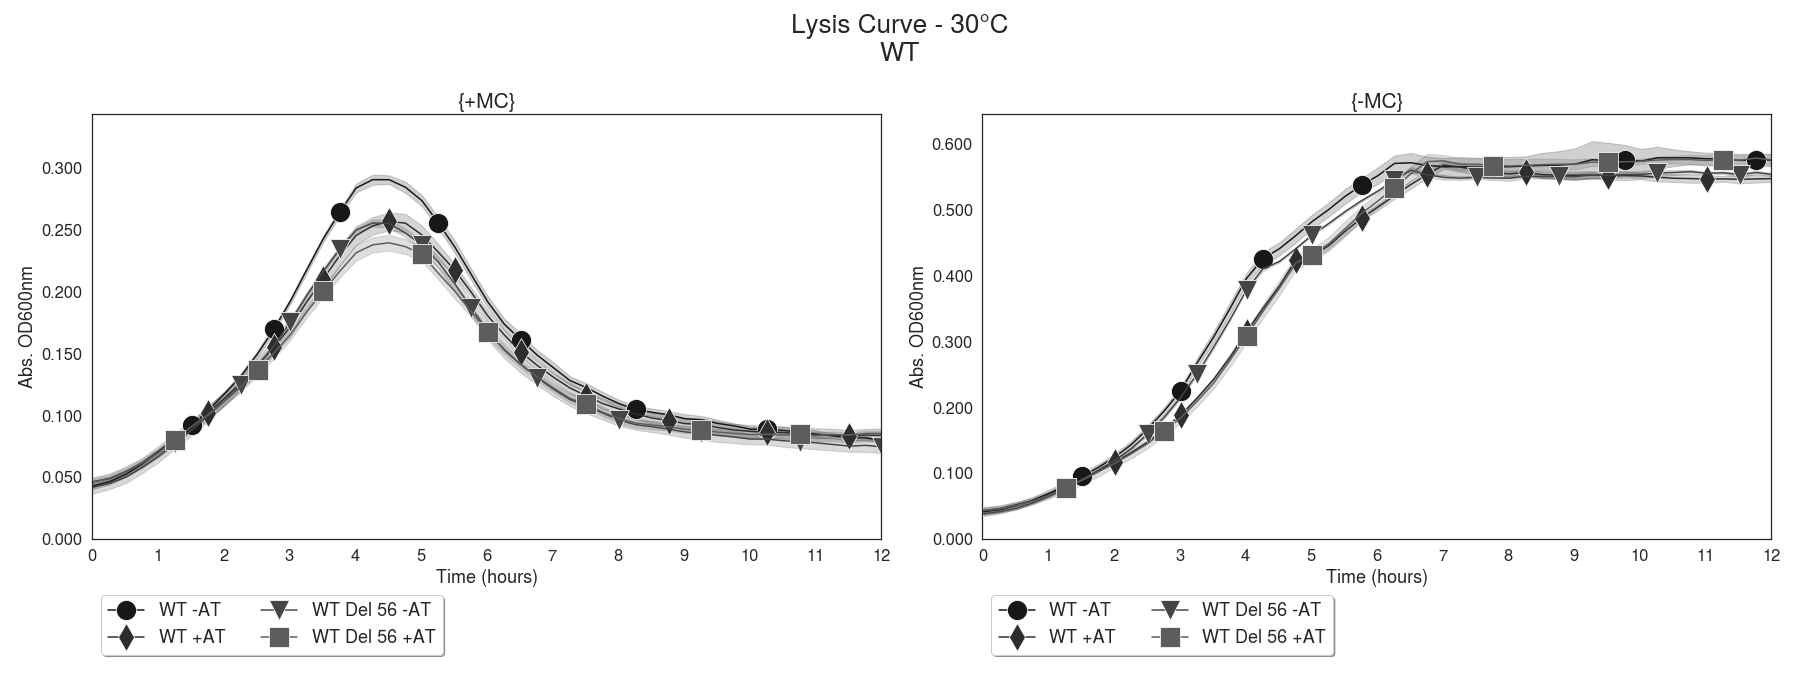 Lysis Curve - 30°C
WT
{+MC}
Abs. OD600nm
0.300
0.250
0.200
0.150
0.100
0.050
0.000
0 1 2 3 4 5 6 7 8 9 10 11 12
Time (hours)
WT -AT
WT +AT
WT Del 56 -AT
WT Del 56 +AT
{-MC}
Abs. OD600nm
0.600
0.500
0.400
0.300
0.200
0.100
0.000
0 1 2 3 4 5 6 7 8 9 10 11 12
Time (hours)
WT -AT
WT +AT
WT Del 56 -AT
WT Del 56 +AT